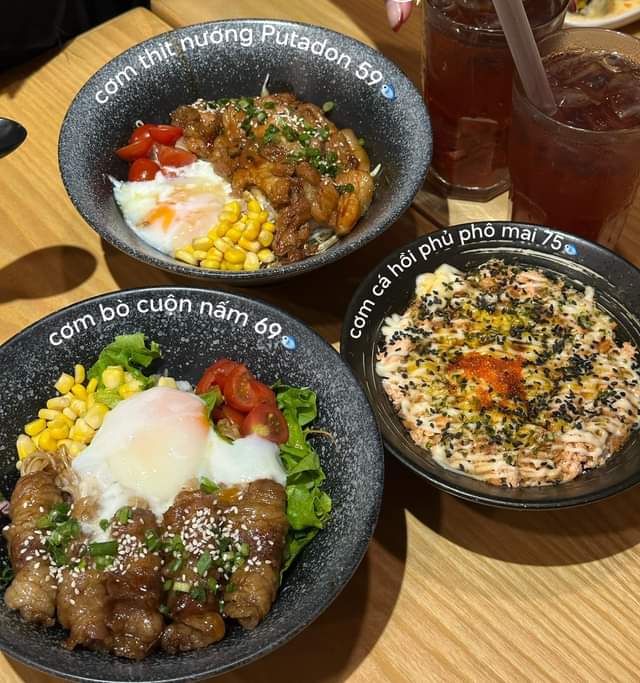 cơm thịt nướng Putadon 59🐟
cơm cá hồi phủ phô mai 75🐟
cơm bò cuộn nấm 69🐟